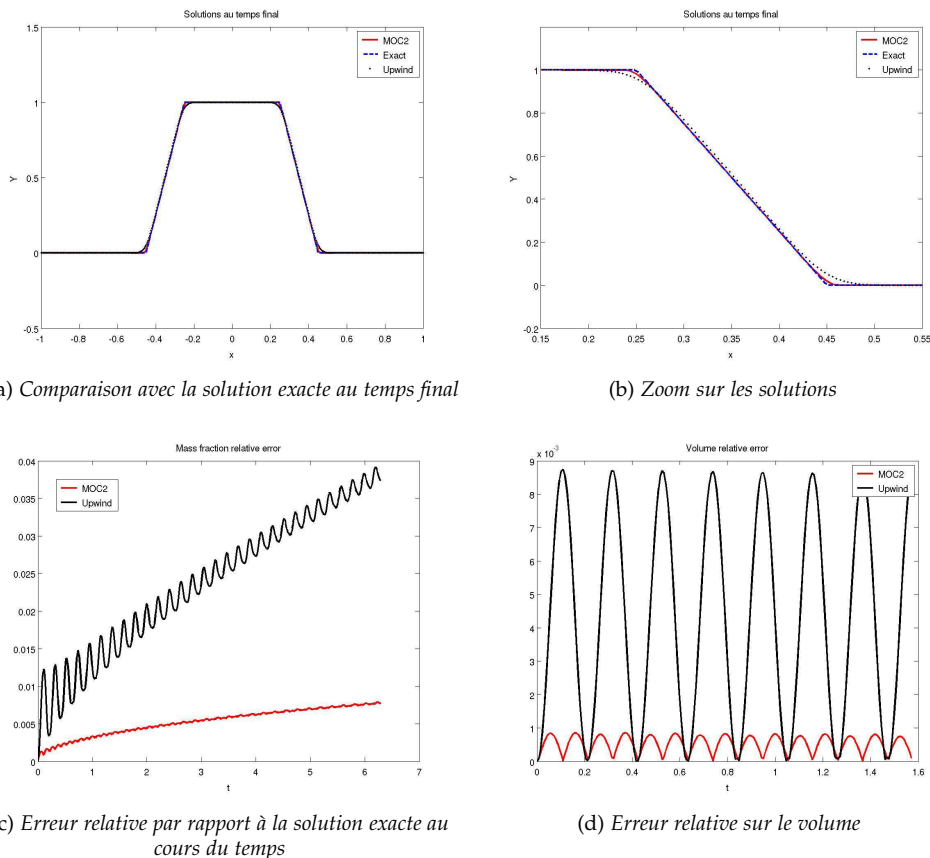 Solutions au temps final
1.5
1
0.5
0
-0.5
Y
-1 -0.8 -0.6 -0.4 -0.2 0 0.2 0.4 0.6 0.8 1
x
MOC2
Exact
Upwind
a) Comparaison avec la solution exacte au temps final
Solutions au temps final
1
0.8
0.6
0.4
0.2
0
-0.2
Y
0.15 0.2 0.25 0.3 0.35 0.4 0.45 0.5 0.55
x
MOC2
Exact
Upwind
(b) Zoom sur les solutions
Mass fraction relative error
0.04
0.035
0.03
0.025
0.02
0.015
0.01
0.005
0
0 1 2 3 4 5 6 7
t
MOC2
Upwind
c) Erreur relative par rapport à la solution exacte au
cours du temps
Volume relative error
x 10^-3
9
8
7
6
5
4
3
2
1
0
0 0.2 0.4 0.6 0.8 1 1.2 1.4 1.6
t
MOC2
Upwind
(d) Erreur relative sur le volume